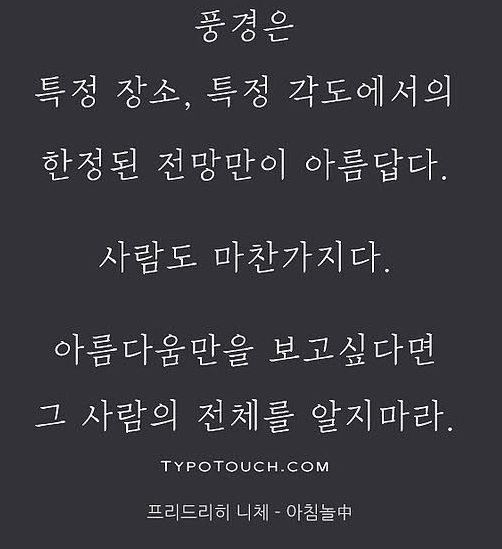 풍경은
특정 장소, 특정 각도에서의
한정된 전망만이 아름답다.
사람도 마찬가지다.
아름다움만을 보고싶다면
그 사람의 전체를 알지마라.
TYPOTOUCH.COM
프리드리히 니체 - 아침놀中